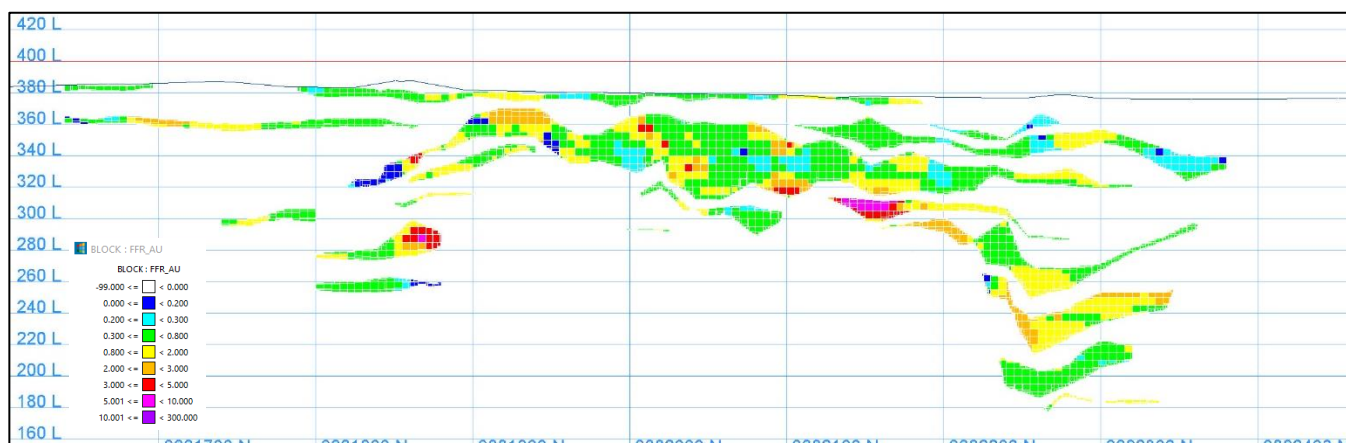 420 L
400 L
380 L
360 L
340 L
320 L
300 L
280 L
260 L
240 L
220 L
200 L
180 L
160 L
BLOCK : FFR_AU
BLOCK : FFR_AU
-99.000 <= < 0.000
0.000 <= < 0.200
0.200 <= < 0.300
0.300 <= < 0.800
0.800 <= < 2.000
2.000 <= < 3.000
3.000 <= < 5.000
5.001 <= < 10.000
10.001 <= < 300.000